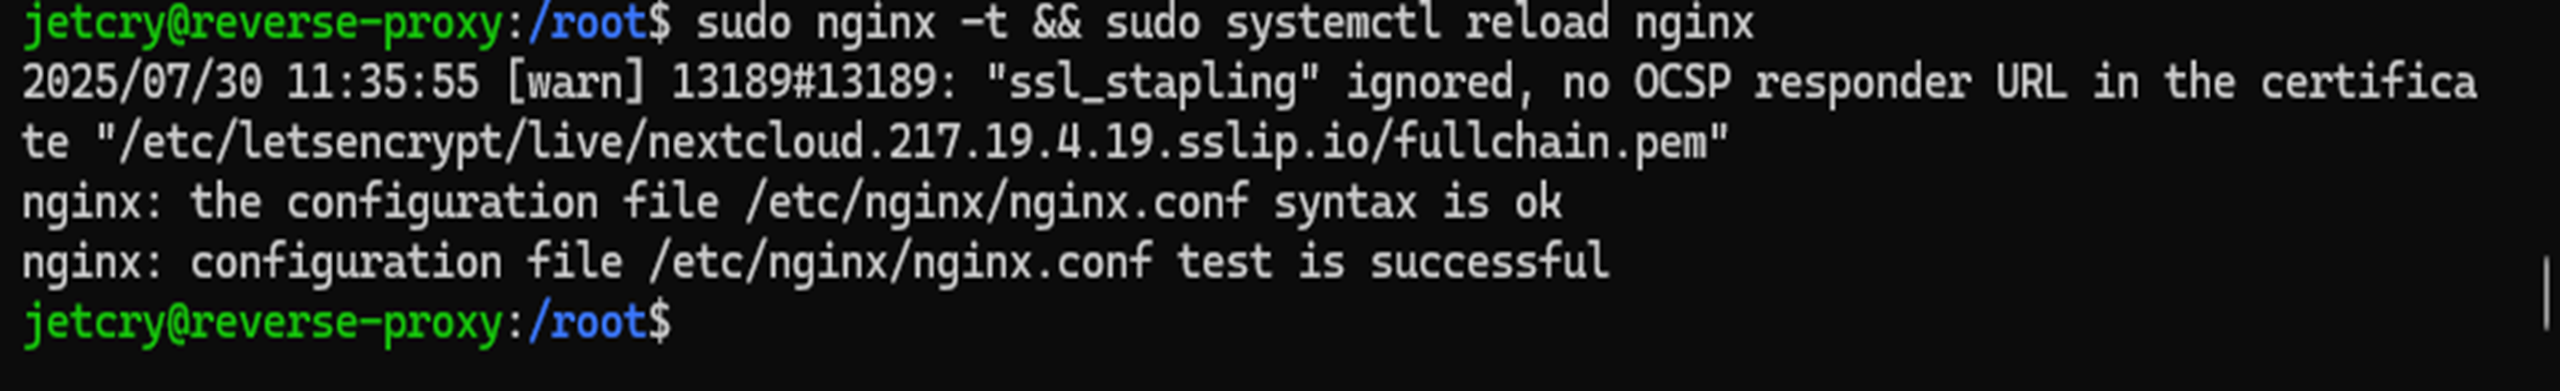 jetcry@reverse-proxy:/root$ sudo nginx -t && sudo systemctl reload nginx
2025/07/30 11:35:55 [warn] 13189#13189: "ssl_stapling" ignored, no OCSP responder URL in the certifica
te "/etc/letsencrypt/live/nextcloud.217.19.4.19.sslip.io/fullchain.pem"
nginx: the configuration file /etc/nginx/nginx.conf syntax is ok
nginx: configuration file /etc/nginx/nginx.conf test is successful
jetcry@reverse-proxy:/root$